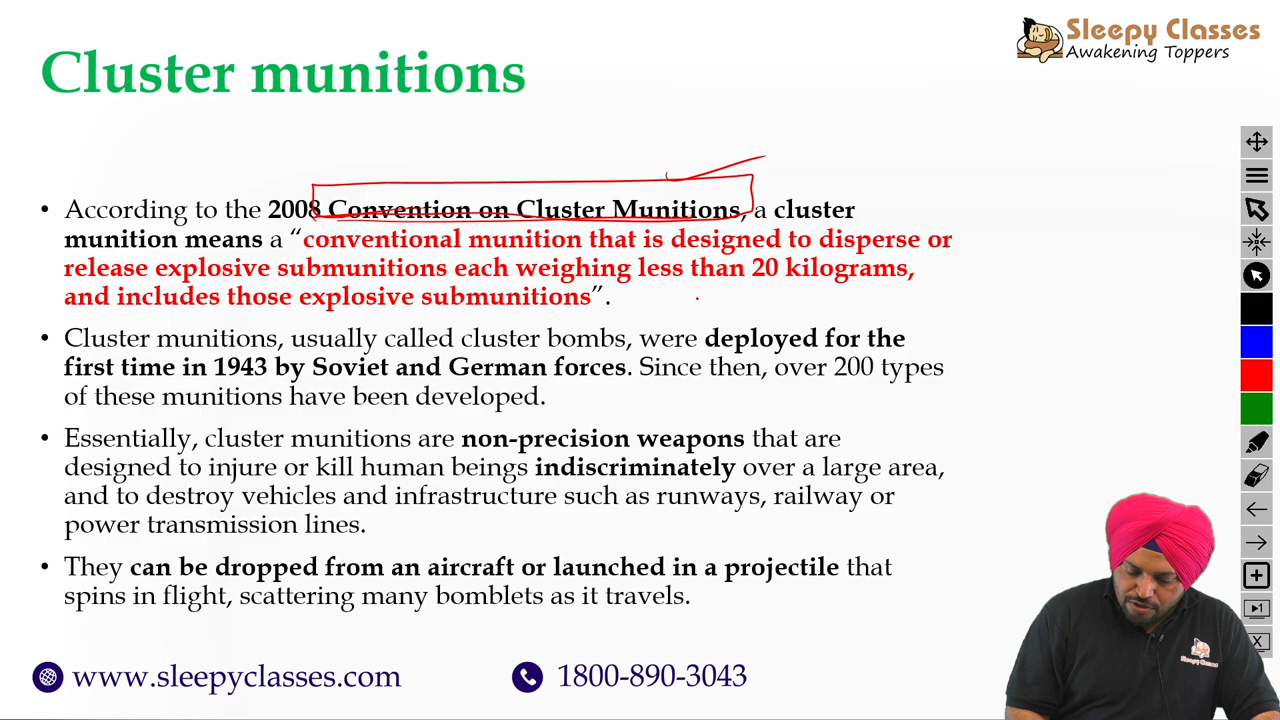 Sleepy Classes
Awakening Toppers
Cluster munitions
• According to the 2008 Convention on Cluster Munitions, a cluster
munition means a “conventional munition that is designed to disperse or
release explosive submunitions each weighing less than 20 kilograms,
and includes those explosive submunitions”.
• Cluster munitions, usually called cluster bombs, were deployed for the
first time in 1943 by Soviet and German forces. Since then, over 200 types
of these munitions have been developed.
• Essentially, cluster munitions are non-precision weapons that are
designed to injure or kill human beings indiscriminately over a large area,
and to destroy vehicles and infrastructure such as runways, railway or
power transmission lines.
• They can be dropped from an aircraft or launched in a projectile that
spins in flight, scattering many bomblets as it travels.
www.sleepyclasses.com
1800-890-3043